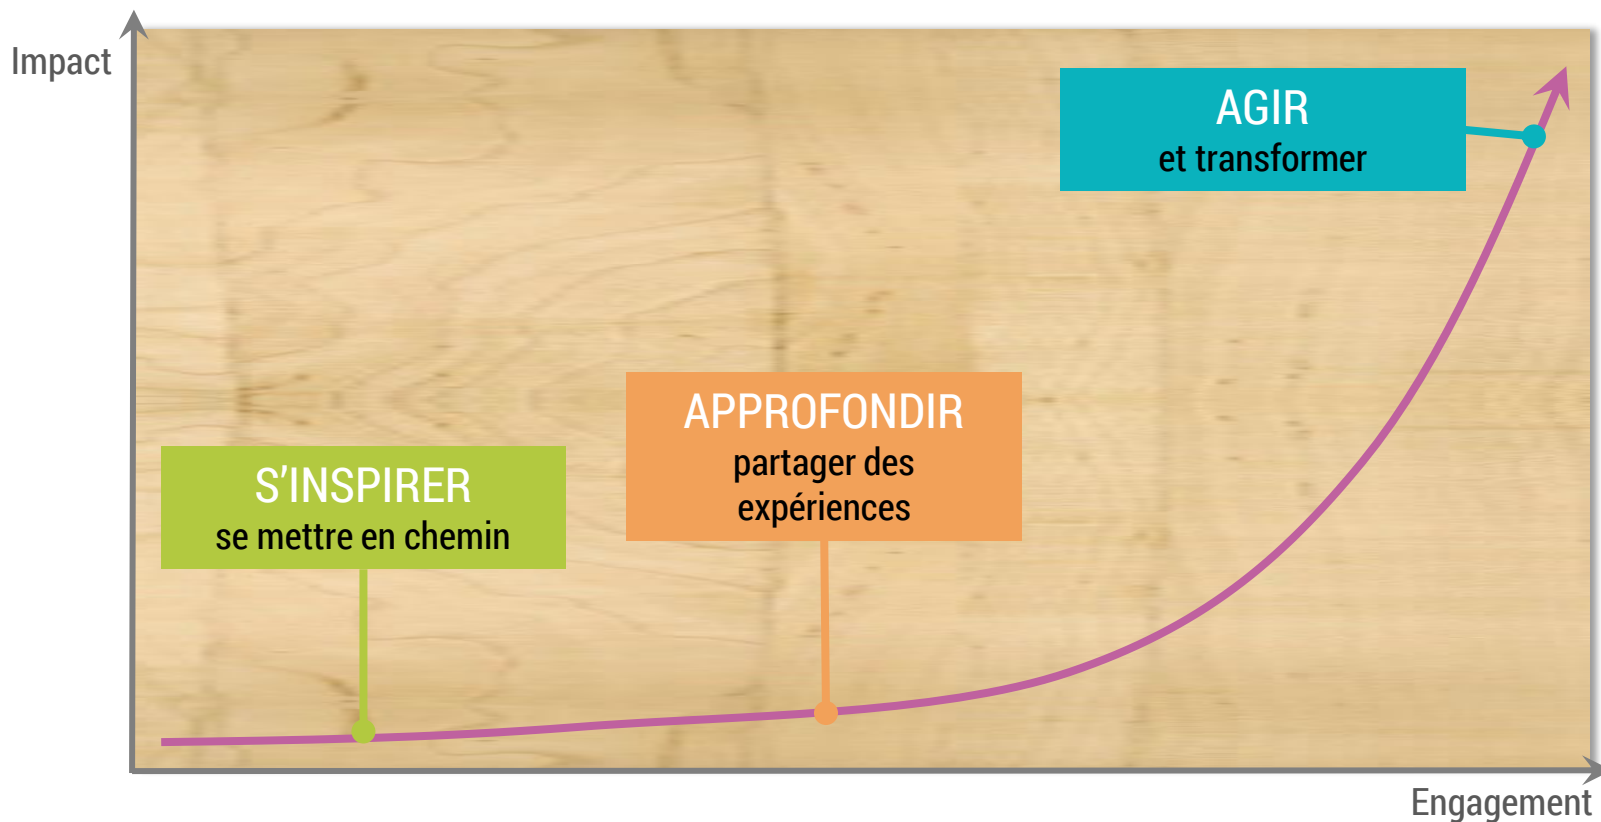 Impact
AGIR
et transformer
APPROFONDIR
partager des
expériences
S’INSPIRER
se mettre en chemin
Engagement